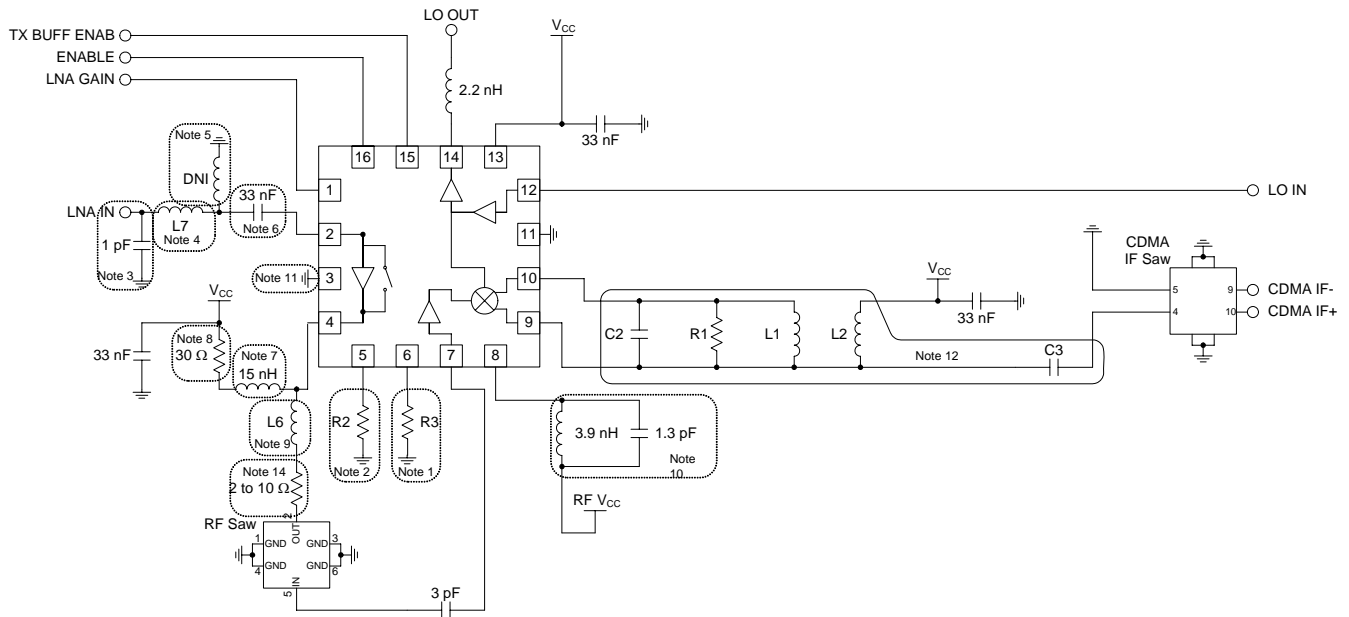 LO OUT
TX BUFF ENAB
ENABLE
LNA GAIN
V_CC
2.2 nH
33 nF
Note 5
DNI
16
15
14
13
1
12
LO IN
33 nF
LNA IN
L7
Note 4
Note 6
2
11
1 pF
Note 3
Note 11
3
10
CDMA
IF Saw
V_CC
V_CC
5
9
CDMA IF-
4
10
CDMA IF+
4
9
C2
R1
L1
L2
33 nF
Note 12
C3
33 nF
Note 8
30 Ω
Note 7
15 nH
5
6
7
8
L6
Note 9
R2
Note 2
R3
Note 1
3.9 nH
1.3 pF
Note
10
Note 14
2 to 10 Ω
RF V_CC
RF Saw
2
OUT
1
GND
GND
3
4
GND
GND
6
IN
5
3 pF